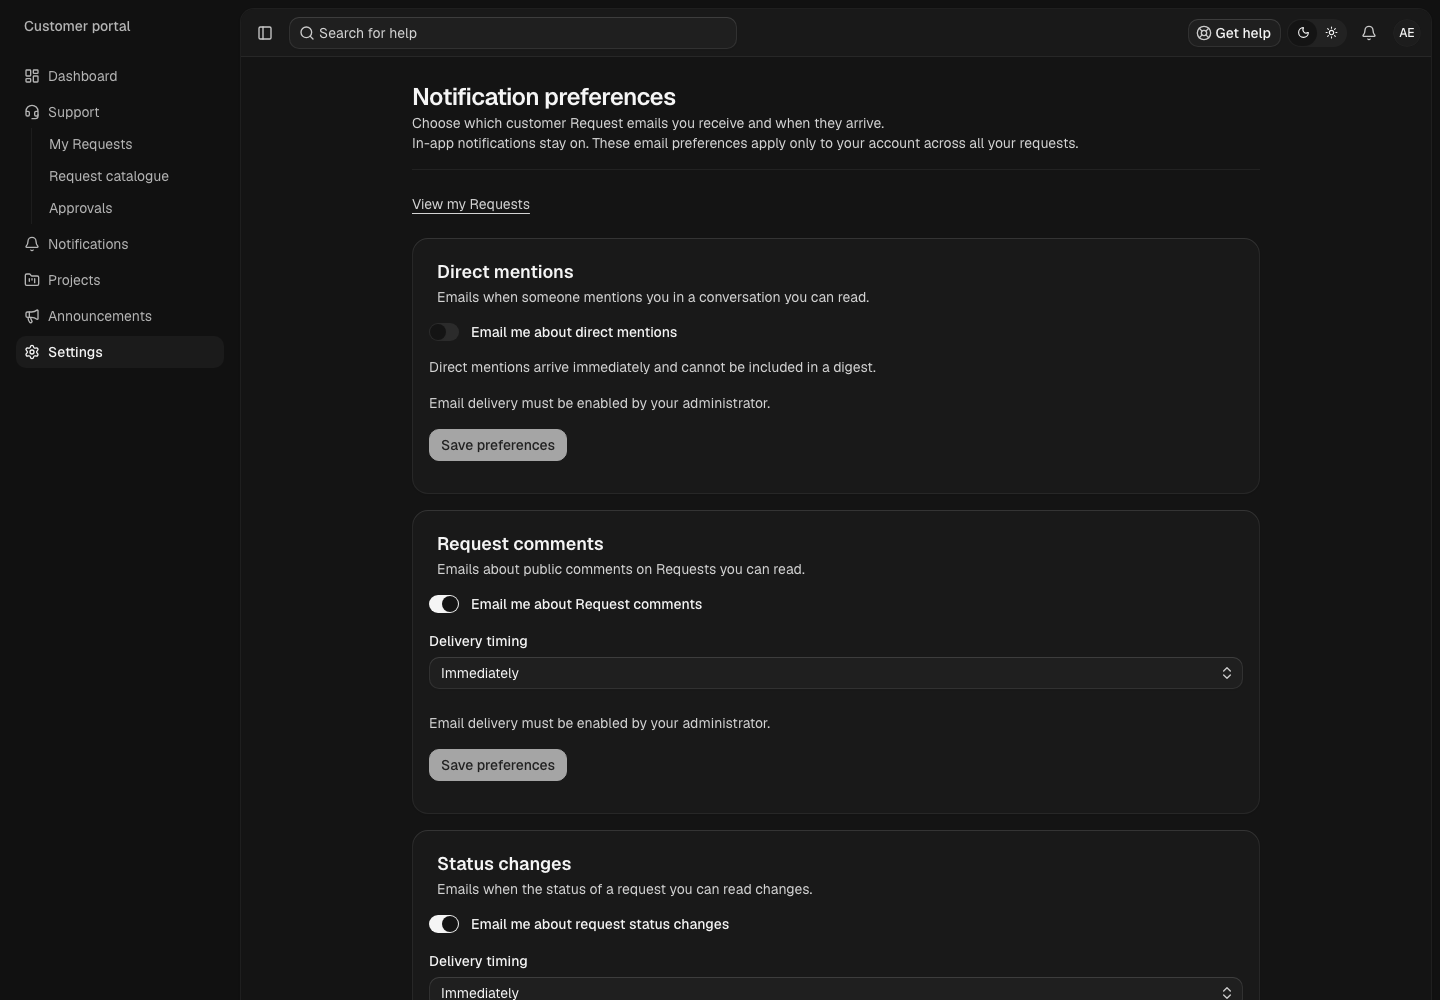 Customer portal
Dashboard
Support
My Requests
Request catalogue
Approvals
Notifications
Projects
Announcements
Settings
Search for help
Get help
AE
Notification preferences
Choose which customer Request emails you receive and when they arrive.
In-app notifications stay on. These email preferences apply only to your account across all your requests.
View my Requests
Direct mentions
Emails when someone mentions you in a conversation you can read.
Email me about direct mentions
Direct mentions arrive immediately and cannot be included in a digest.
Email delivery must be enabled by your administrator.
Save preferences
Request comments
Emails about public comments on Requests you can read.
Email me about Request comments
Delivery timing
Immediately
Email delivery must be enabled by your administrator.
Save preferences
Status changes
Emails when the status of a request you can read changes.
Email me about request status changes
Delivery timing
Immediately